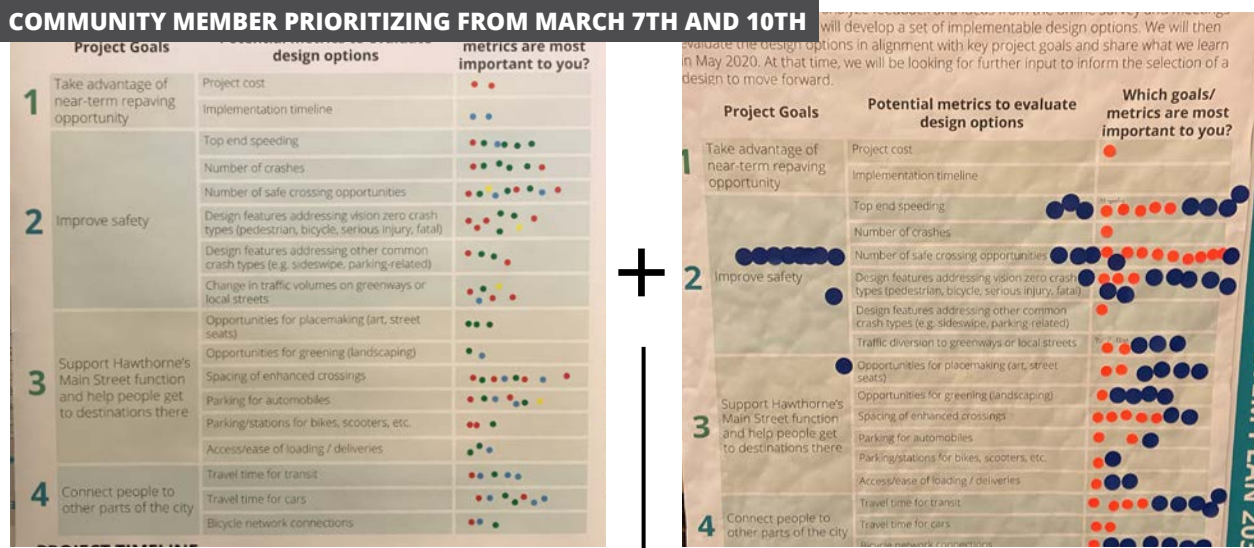 COMMUNITY MEMBER PRIORITIZING FROM MARCH 7TH AND 10TH
Project Goals
design options
metrics are most
important to you?
1
Take advantage of
near-term repaving
opportunity
Project cost
Implementation timeline
2
Improve safety
Top end speeding
Number of crashes
Number of safe crossing opportunities
Design features addressing vision zero crash
types (pedestrian, bicycle, serious injury, fatal)
Design features addressing other common
crash types (e.g. sideswipe, parking-related)
Change in traffic volumes on greenways or
local streets
3
Support Hawthorne's
Main Street function
and help people get
to destinations there
Opportunities for placemaking (art, street
seats)
Opportunities for greening (landscaping)
Spacing of enhanced crossings
Parking for automobiles
Parking/stations for bikes, scooters, etc.
Access/ease of loading / deliveries
4
Connect people to
other parts of the city
Travel time for transit
Travel time for cars
Bicycle network connections
PROJECT TIMELINE
+
will develop a set of implementable design options. We will then
evaluate the design options in alignment with key project goals and share what we learn
in May 2020. At that time, we will be looking for further input to inform the selection of a
design to move forward.
Project Goals
Potential metrics to evaluate
design options
Which goals/
metrics are most
important to you?
1
Take advantage of
near-term repaving
opportunity
Project cost
Implementation timeline
2
Improve safety
Top end speeding
Number of crashes
Number of safe crossing opportunities
Design features addressing vision zero crash
types (pedestrian, bicycle, serious injury, fatal)
Design features addressing other common
crash types (e.g. sideswipe, parking-related)
Traffic diversion to greenways or local streets
3
Support Hawthorne's
Main Street function
and help people get
to destinations there
Opportunities for placemaking (art, street
seats)
Opportunities for greening (landscaping)
Spacing of enhanced crossings
Parking for automobiles
Parking/stations for bikes, scooters, etc.
Access/ease of loading / deliveries
4
Connect people to
other parts of the city
Travel time for transit
Travel time for cars
Bicycle network connections